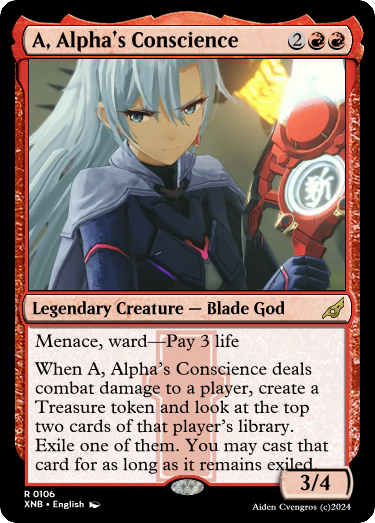 A, Alpha's Conscience 2
斬
Legendary Creature — Blade God
Menace, ward—Pay 3 life
When A, Alpha's Conscience deals
combat damage to a player, create a
Treasure token and look at the top
two cards of that player's library.
Exile one of them. You may cast that
card for as long as it remains exiled.
3/4
R 0106
XNB • English
Aiden Cvengros (c)2024